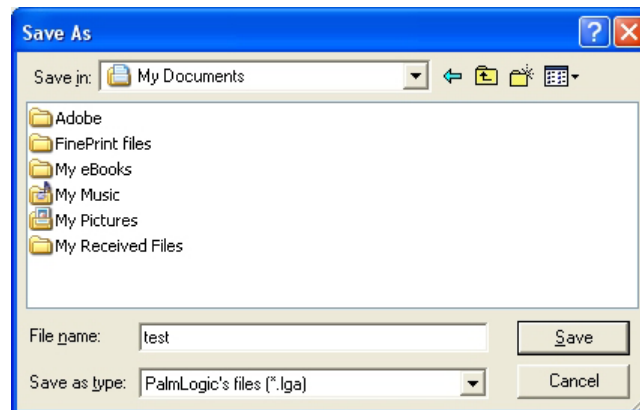 Save As
Save in: My Documents
Adobe
FinePrint files
My eBooks
My Music
My Pictures
My Received Files
File name: test Save
Save as type: PalmLogic's files (*.lga) Cancel